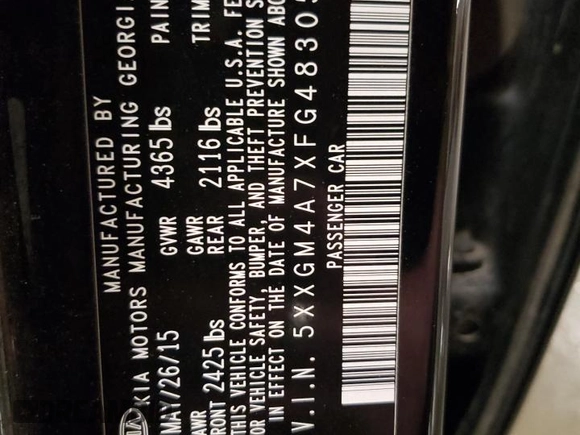 MANUFACTURED BY
KIA MOTORS MANUFACTURING GEORGI
MAY/26/15 GVWR 4365 lbs PAIN
GAWR GAWR TRIM
FRONT 2425 lbs REAR 2116 lbs
THIS VEHICLE CONFORMS TO ALL APPLICABLE U.S.A. FE
OR VEHICLE SAFETY, BUMPER, AND THEFT PREVENTION S
IN EFFECT ON THE DATE OF MANUFACTURE SHOWN ABO
V.I.N. 5XXGM4A7XFG48305
PASSENGER CAR